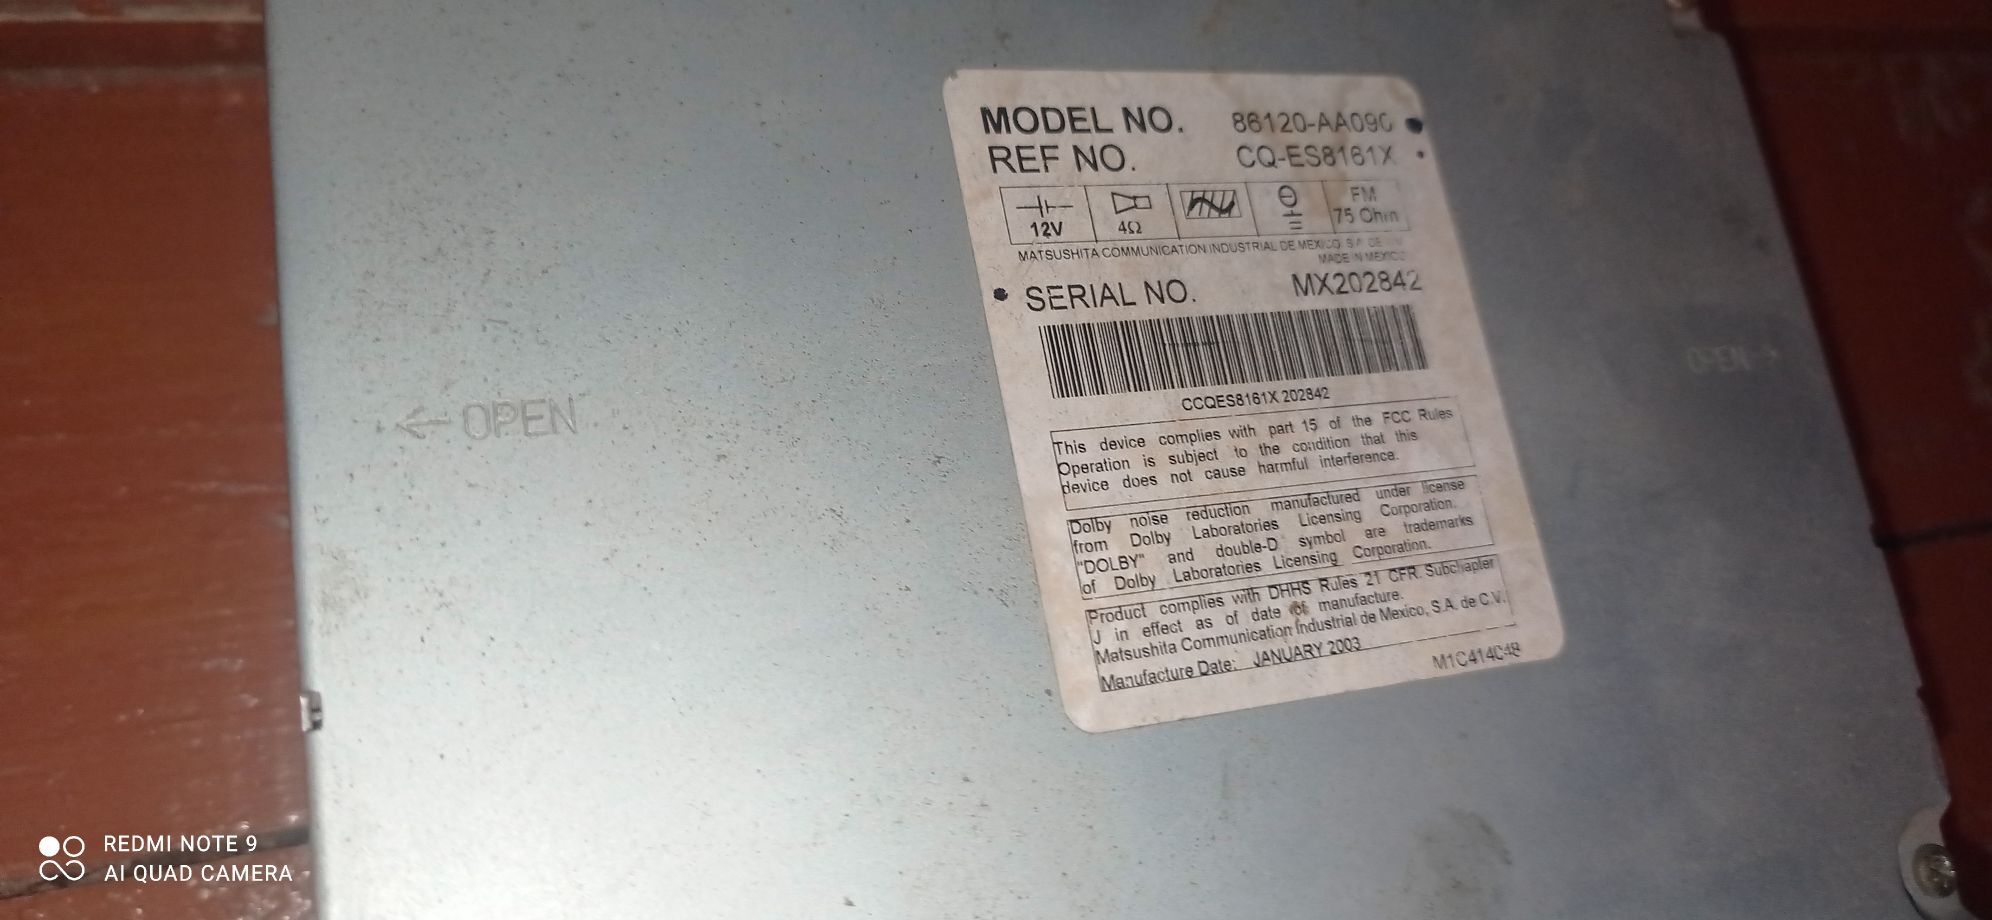 MODEL NO. 86120-AA090
REF NO. CQ-ES8161X
12V
4Ω
FM
75 Ohm
MATSUSHITA COMMUNICATION INDUSTRIAL DE MEXICO, S.A. DE
MADE IN MEXICO
SERIAL NO. MX202842
CCQES8161X 202842
This device complies with part 15 of the FCC Rules
Operation is subject to the condition that this
device does not cause harmful interference.
Dolby noise reduction manufactured under license
from Dolby Laboratories Licensing Corporation.
"DOLBY" and double-D symbol are trademarks
of Dolby Laboratories Licensing Corporation.
Product complies with DHHS Rules 21 CFR. Subchapter
J in effect as of date of manufacture.
Matsushita Communication Industrial de Mexico, S.A. de C.V.
Manufacture Date: JANUARY 2003
M1C414C48
← OPEN
OPEN →
REDMI NOTE 9
AI QUAD CAMERA